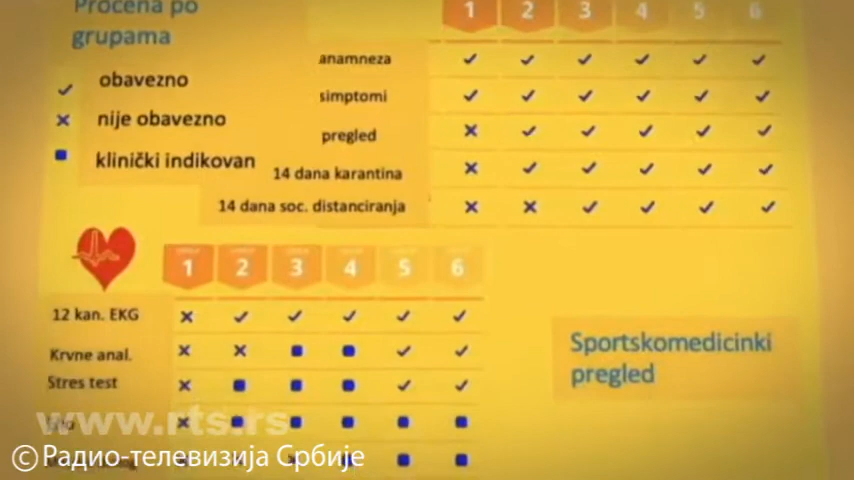 Procena po
grupama
obavezno
nije obavezno
klinički indikovan
1 2 3 4 5 6
anamneza
simptomi
pregled
14 dana karantina
14 dana soc. distanciranja
1 2 3 4 5 6
12 kan. EKG
Krvne anal.
Stres test
Sportskomedicinki
pregled
www.rts.rs
©Радио-телевизија Србије